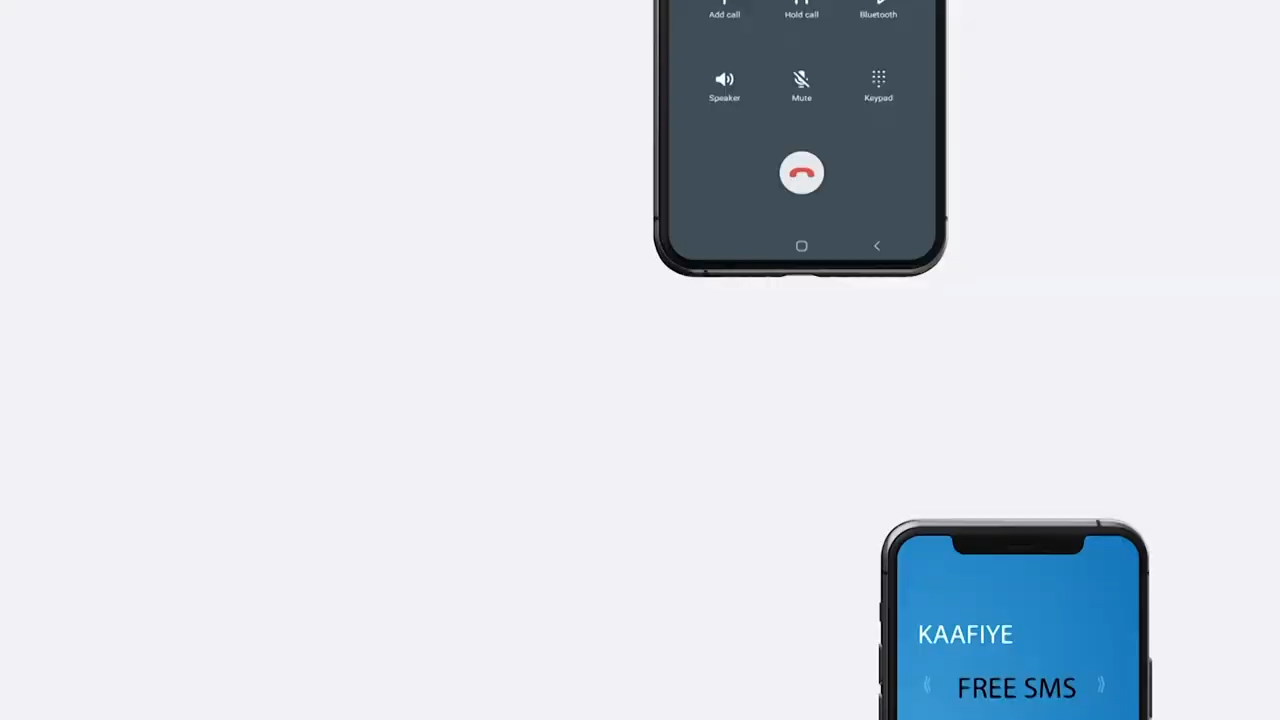 Add call Hold call Bluetooth
Speaker Mute Keypad
KAAFIYE
FREE SMS